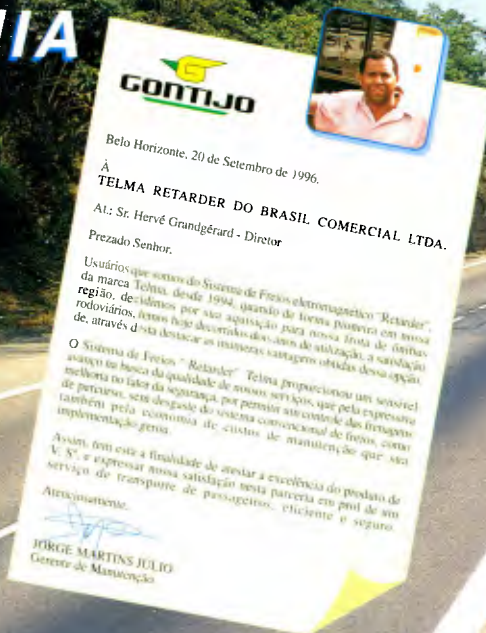 IA
GONTIJO
Belo Horizonte, 20 de Setembro de 1996.
À
TELMA RETARDER DO BRASIL COMERCIAL LTDA.
At.: Sr. Hervé Grandgérard - Diretor
Prezado Senhor,
Usuários que somos do Sistema de Freios eletromagnético "Retarder",
da marca Telma, desde 1994, quando de forma pioneira em nossa
região, decidimos por sua aquisição para nossa frota de ônibus
rodoviários, temos hoje decorridos dois anos de utilização, a satisfação
de, através desta destacar as inúmeras vantagens obtidas dessa opção.
O Sistema de Freios " Retarder" Telma proporcionou um sensível
avanço na busca da qualidade de nossos serviços, que pela expressiva
melhoria no fator da segurança, por permitir um controle das frenagens
de percurso, sem desgaste do sistema convencional de freios, como
também pela economia de custos de manutenção que sua
implementação gerou.
Assim, tem este a finalidade de atestar a excelência do produto de
V. Sª. e expressar nossa satisfação nesta parceria em prol de um
serviço de transporte de passageiros, eficiente e seguro.
Atenciosamente,
JORGE MARTINS JULIO
Gerente de Manutenção